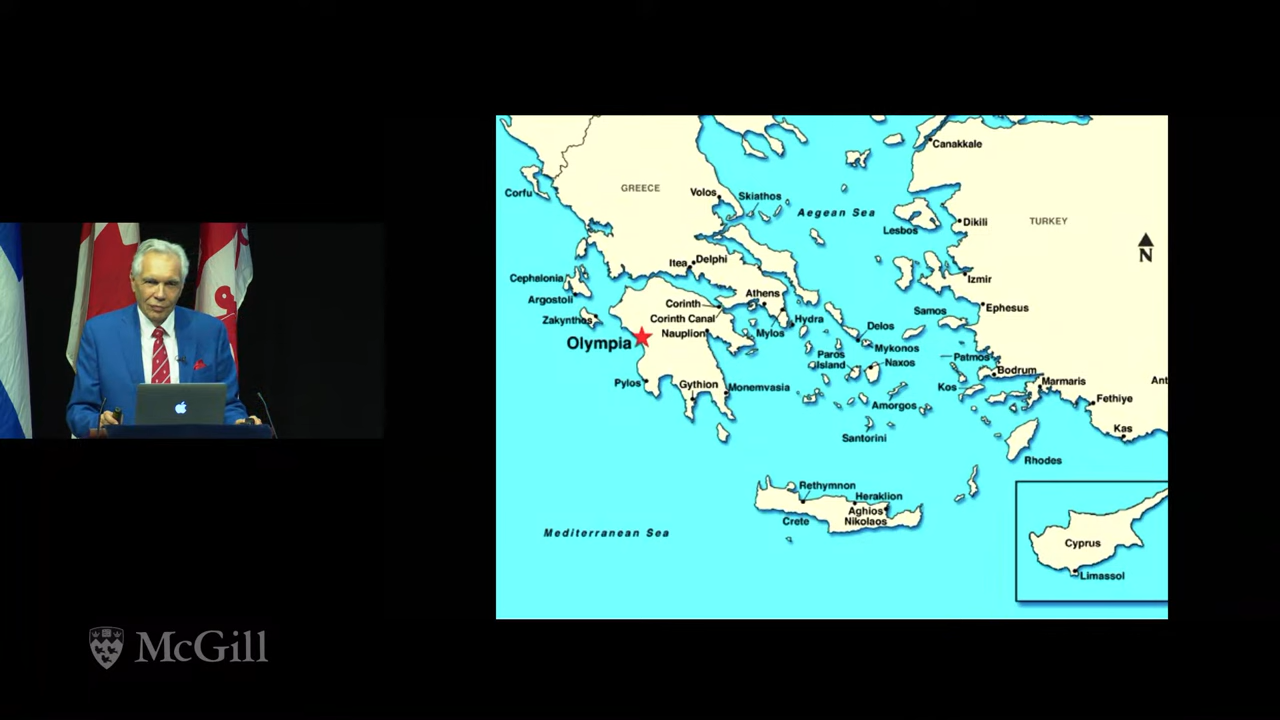 Canakkale
GREECE
Corfu
Volos
Skiathos
Aegean Sea
TURKEY
Dikili
Lesbos
N
Itea
Delphi
Cephalonia
Izmir
Argostoli
Athens
Corinth
Ephesus
Samos
Zakynthos
Corinth Canal
Hydra
Delos
Nauplion
Mylos
Olympia
Mykonos
Paros
Island
Naxos
Patmos
Bodrum
Pylos
Gythion
Monemvasia
Kos
Marmaris
Ant
Fethiye
Amorgos
Kas
Santorini
Rhodes
Rethymnon
Heraklion
Aghios
Nikolaos
Crete
Mediterranean Sea
Cyprus
Limassol
McGill